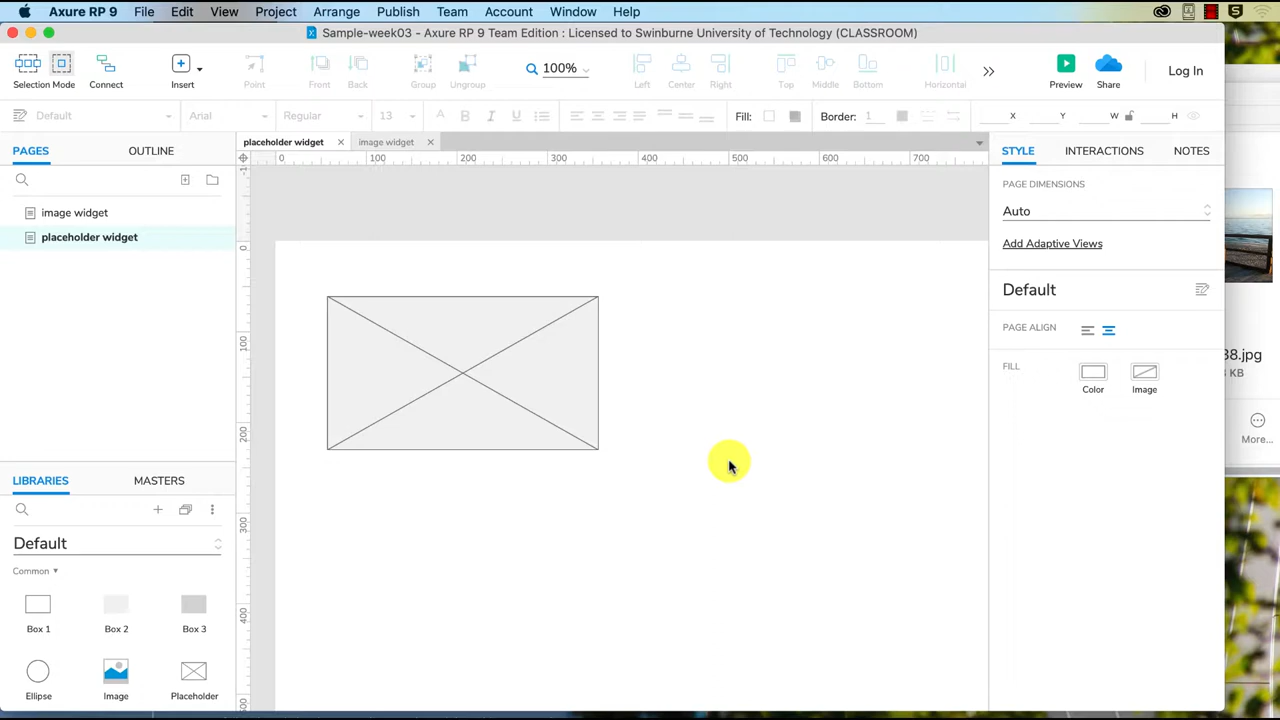 Axure RP 9 File Edit View Project Arrange Publish Team Account Window Help
Sample-week03 - Axure RP 9 Team Edition : Licensed to Swinburne University of Technology (CLASSROOM)
100%
Selection Mode Connect Insert Point Front Back Group Ungroup Left Center Right Top Middle Bottom Horizontal Preview Share Log In
Default Arial Regular 13 A B I U Fill: Border: 1 X Y W H
PAGES OUTLINE
placeholder widget image widget
STYLE INTERACTIONS NOTES
0 100 200 300 400 500 600 700
image widget
placeholder widget
PAGE DIMENSIONS
Auto
Add Adaptive Views
Default
PAGE ALIGN
FILL
Color Image
0
100
200
300
400
38.jpg
KB
More...
LIBRARIES MASTERS
Default
Common
Box 1 Box 2 Box 3
Ellipse Image Placeholder